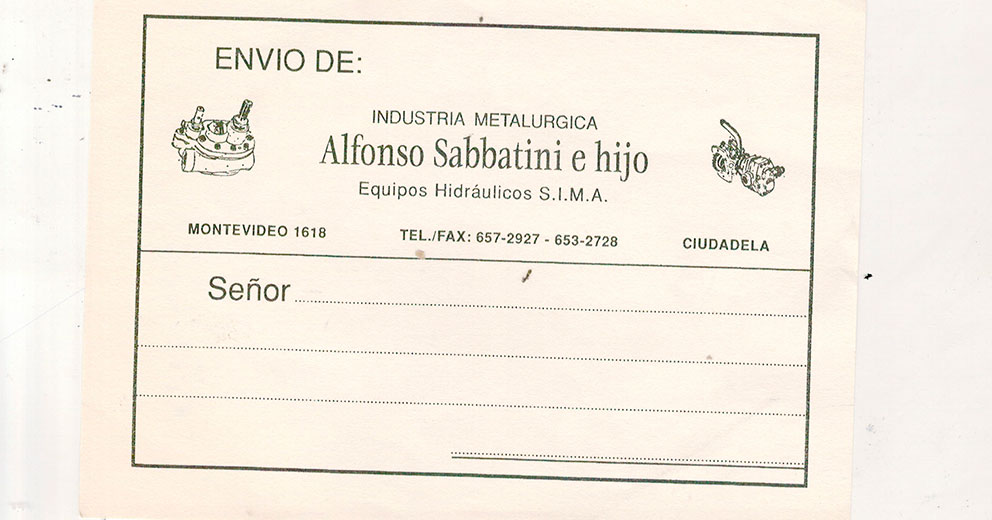 ENVIO DE:
INDUSTRIA METALURGICA
Alfonso Sabbatini e hijo
Equipos Hidráulicos S.I.M.A.
MONTEVIDEO 1618 TEL./FAX: 657-2927 - 653-2728 CIUDADELA
Señor